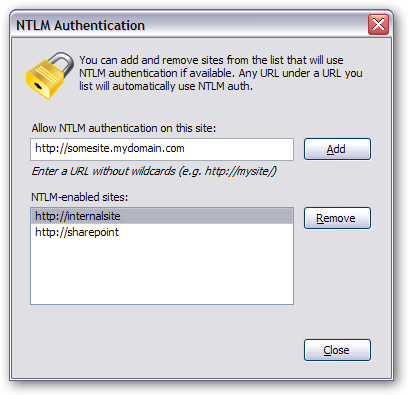 NTLM Authentication
You can add and remove sites from the list that will use
NTLM authentication if available. Any URL under a URL you
list will automatically use NTLM auth.
Allow NTLM authentication on this site:
http://somesite.mydomain.com
Add
Enter a URL without wildcards (e.g. http://mysite/)
NTLM-enabled sites:
http://internalsite
Remove
http://sharepoint
Close